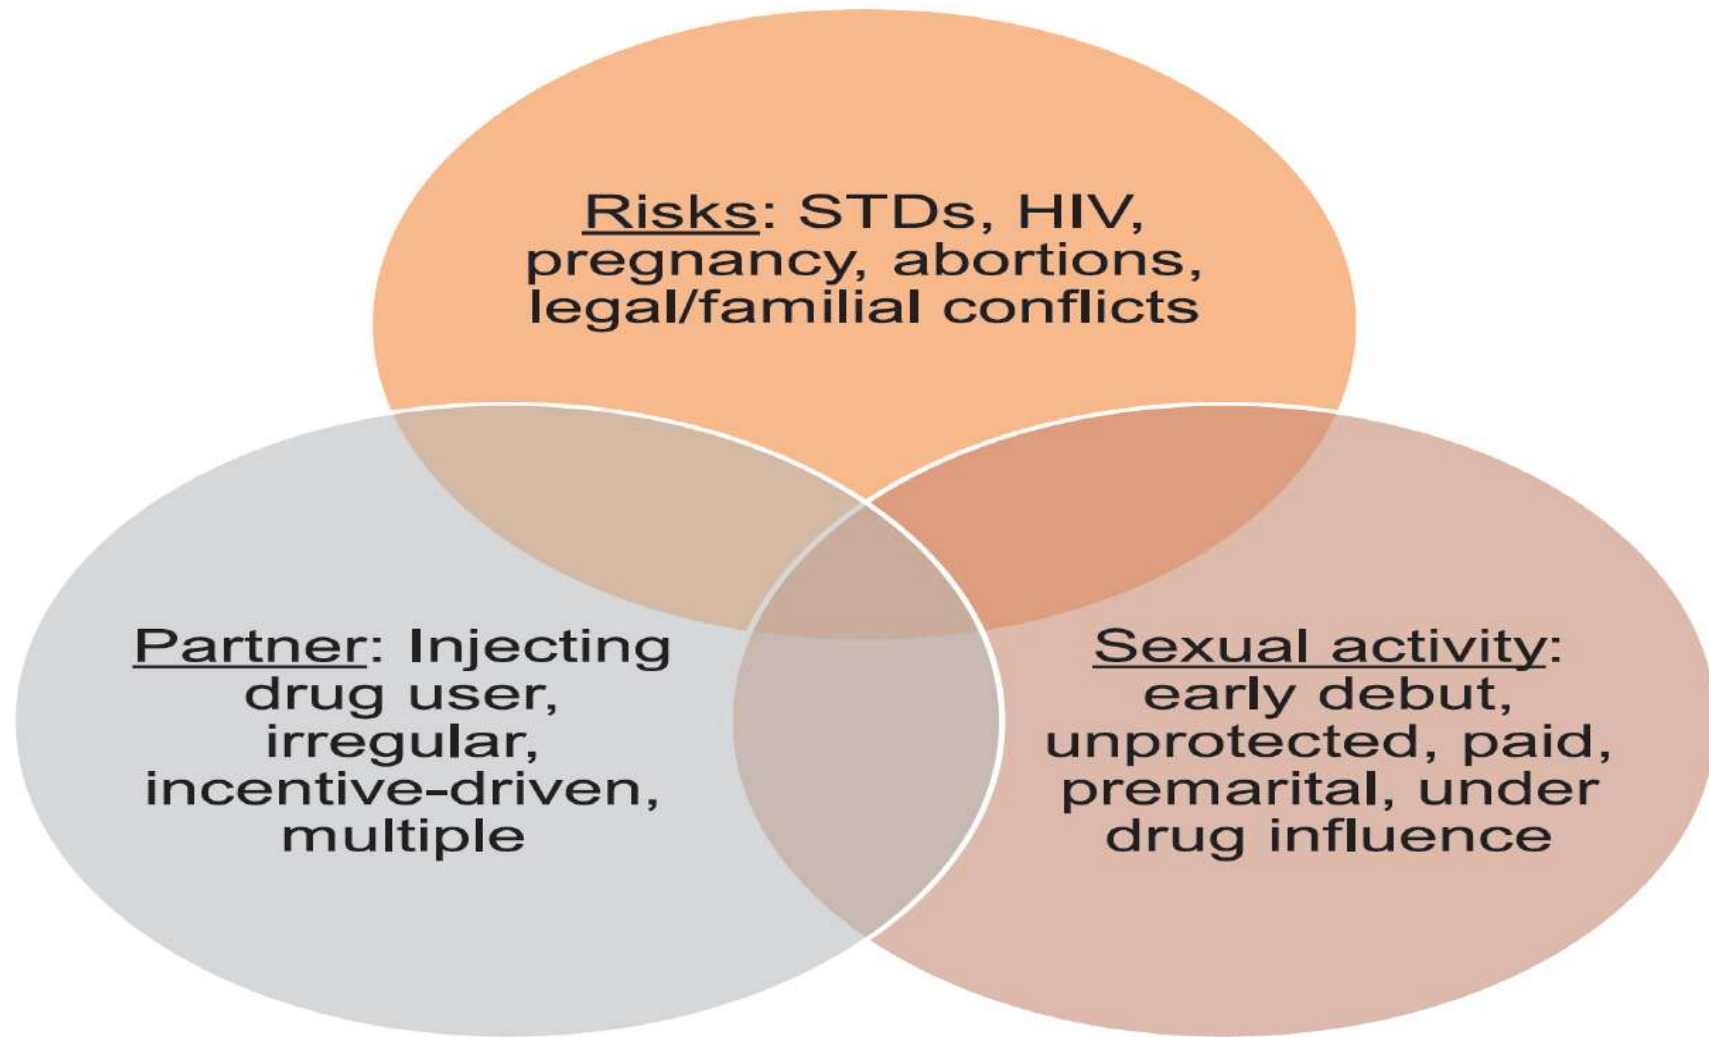 Risks: STDs, HIV,
pregnancy, abortions,
legal/familial conflicts
Partner: Injecting
drug user,
irregular,
incentive-driven,
multiple
Sexual activity:
early debut,
unprotected, paid,
premarital, under
drug influence